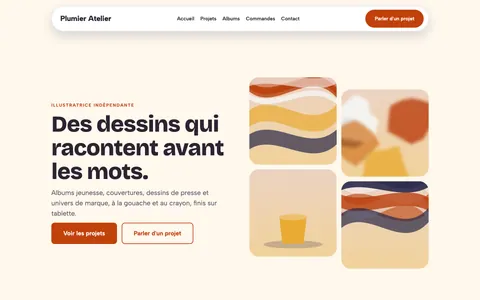 Plumier Atelier
Accueil Projets Albums Commandes Contact
Parler d'un projet
ILLUSTRATRICE INDÉPENDANTE
Des dessins qui
racontent avant
les mots.
Albums jeunesse, couvertures, dessins de presse et
univers de marque, à la gouache et au crayon, finis sur
tablette.
Voir les projets
Parler d'un projet